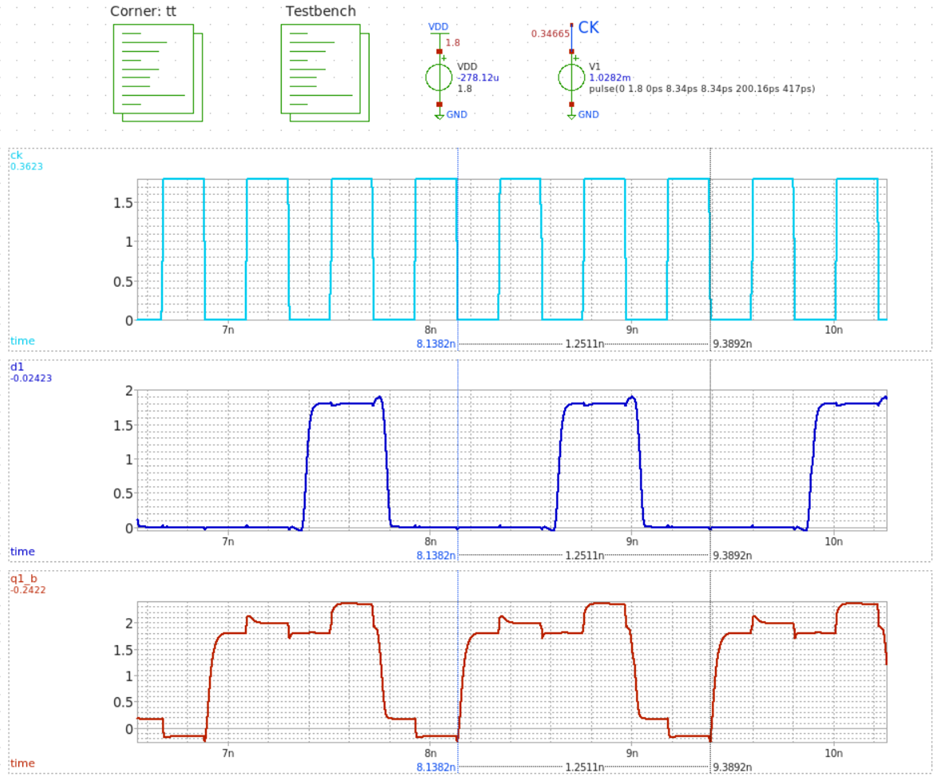 Corner: tt
Testbench
VDD
1.8
VDD
-278.12u
1.8
GND
0.34665
CK
V1
1.0282m
pulse(0 1.8 0ps 8.34ps 8.34ps 200.16ps 417ps)
GND
ck
0.3623
1.5
1
0.5
0
7n 8n 9n 10n
time
8.1382n 1.2511n 9.3892n
d1
-0.02423
2
1.5
1
0.5
0
7n 8n 9n 10n
time
8.1382n 1.2511n 9.3892n
q1_b
-0.2422
2
1.5
1
0.5
0
7n 8n 9n 10n
time
8.1382n 1.2511n 9.3892n